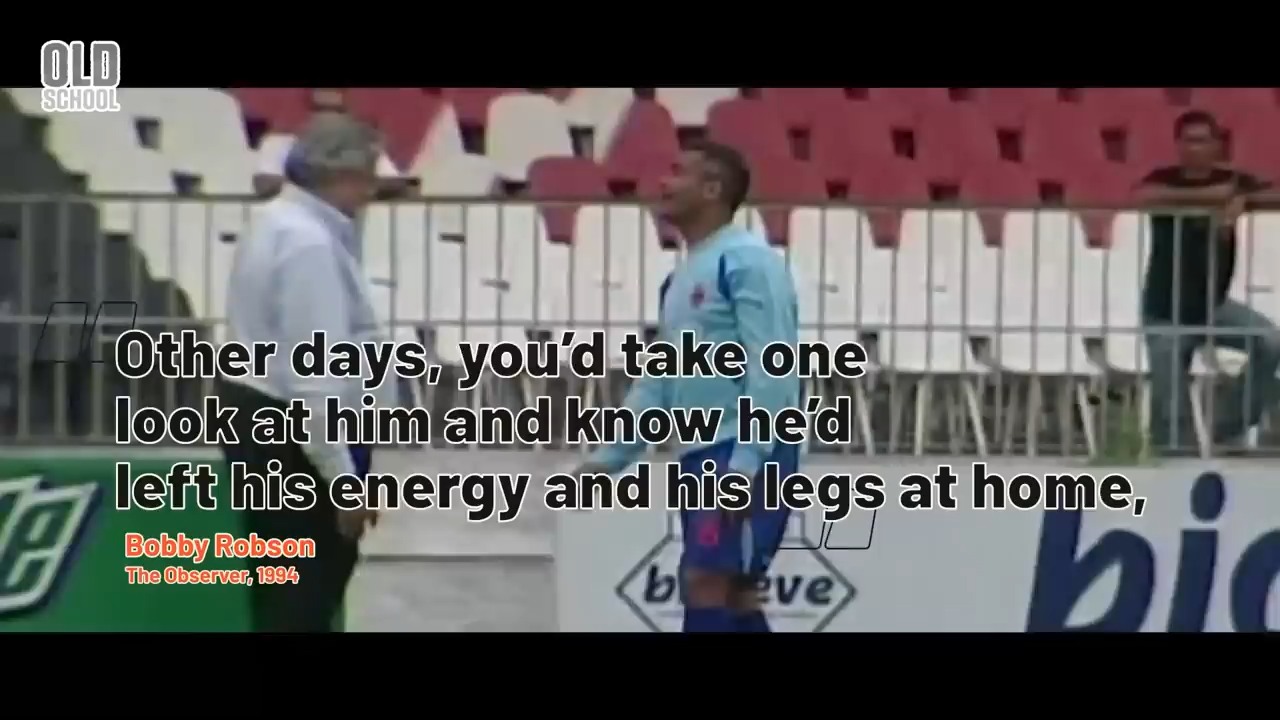 OLD
SCHOOL
“Other days, you’d take one
look at him and know he’d
left his energy and his legs at home,”
Bobby Robson
The Observer, 1994